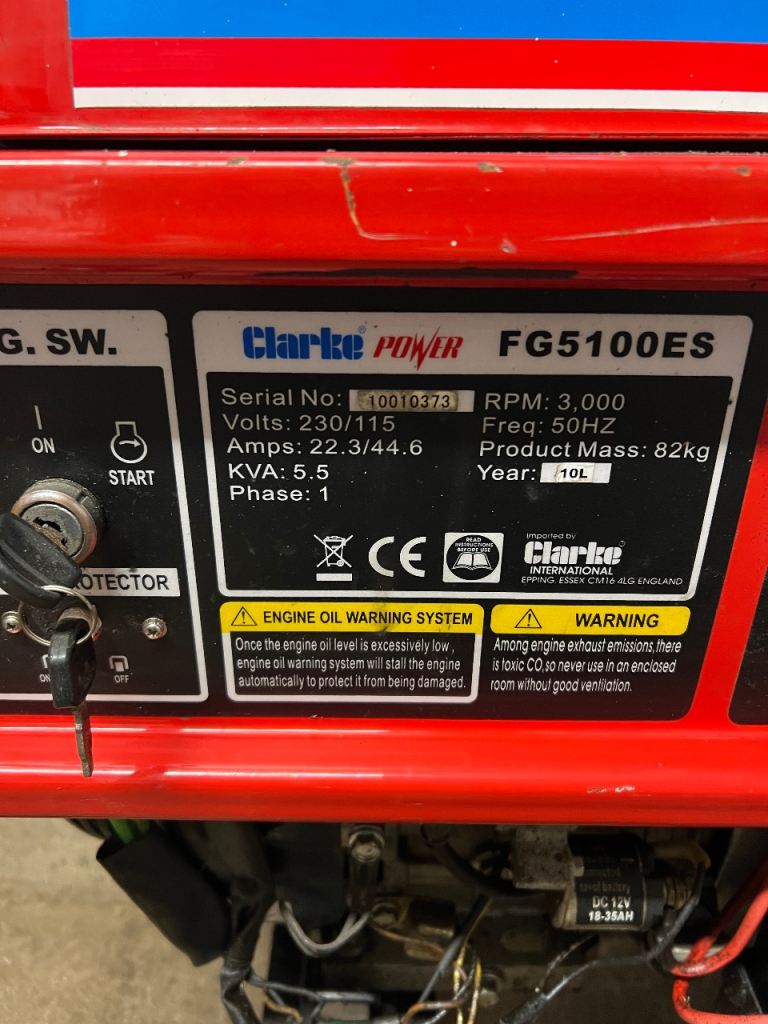 G. SW.
ON
START
OTECTOR
ON
OFF
Clarke® POWER FG5100ES
Serial No: 10010373
Volts: 230/115
Amps: 22.3/44.6
KVA: 5.5
Phase: 1
RPM: 3,000
Freq: 50HZ
Product Mass: 82kg
Year: 10L
CE
READ
INSTRUCTIONS
BEFORE USE
Imported by
Clarke®
INTERNATIONAL
EPPING. ESSEX CM16 4LG ENGLAND
ENGINE OIL WARNING SYSTEM
Once the engine oil level is excessively low,
engine oil warning system will stall the engine
automatically to protect it from being damaged.
WARNING
Among engine exhaust emissions,there
is toxic CO,so never use in an enclosed
room without good ventilation.
battery
DC 12V
18-35AH